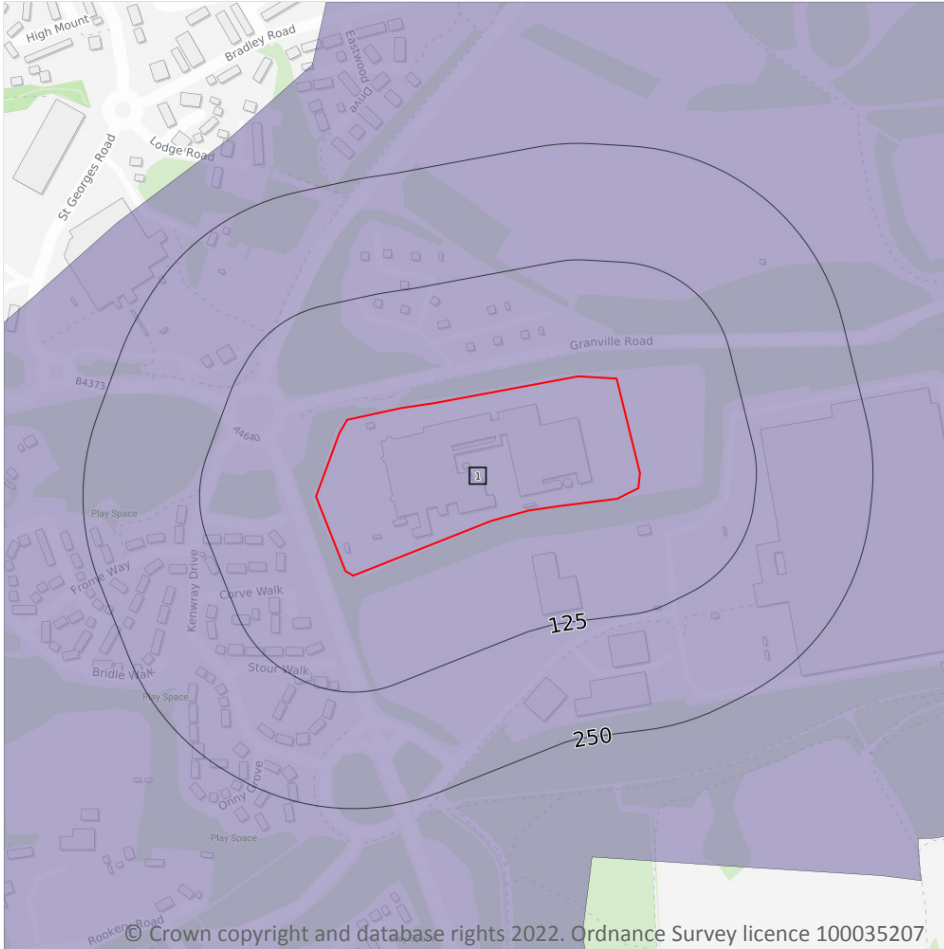 High Mount
Bradley Road
Eastwood Drive
Lodge Road
St Georges Road
Granville Road
B4373
44640
1
Play Space
Frome Way
Kenwray Drive
Corve Walk
125
Stour Walk
Bridle Walk
Play Space
250
Onny Grove
Play Space
Rookery Road
© Crown copyright and database rights 2022. Ordnance Survey licence 100035207